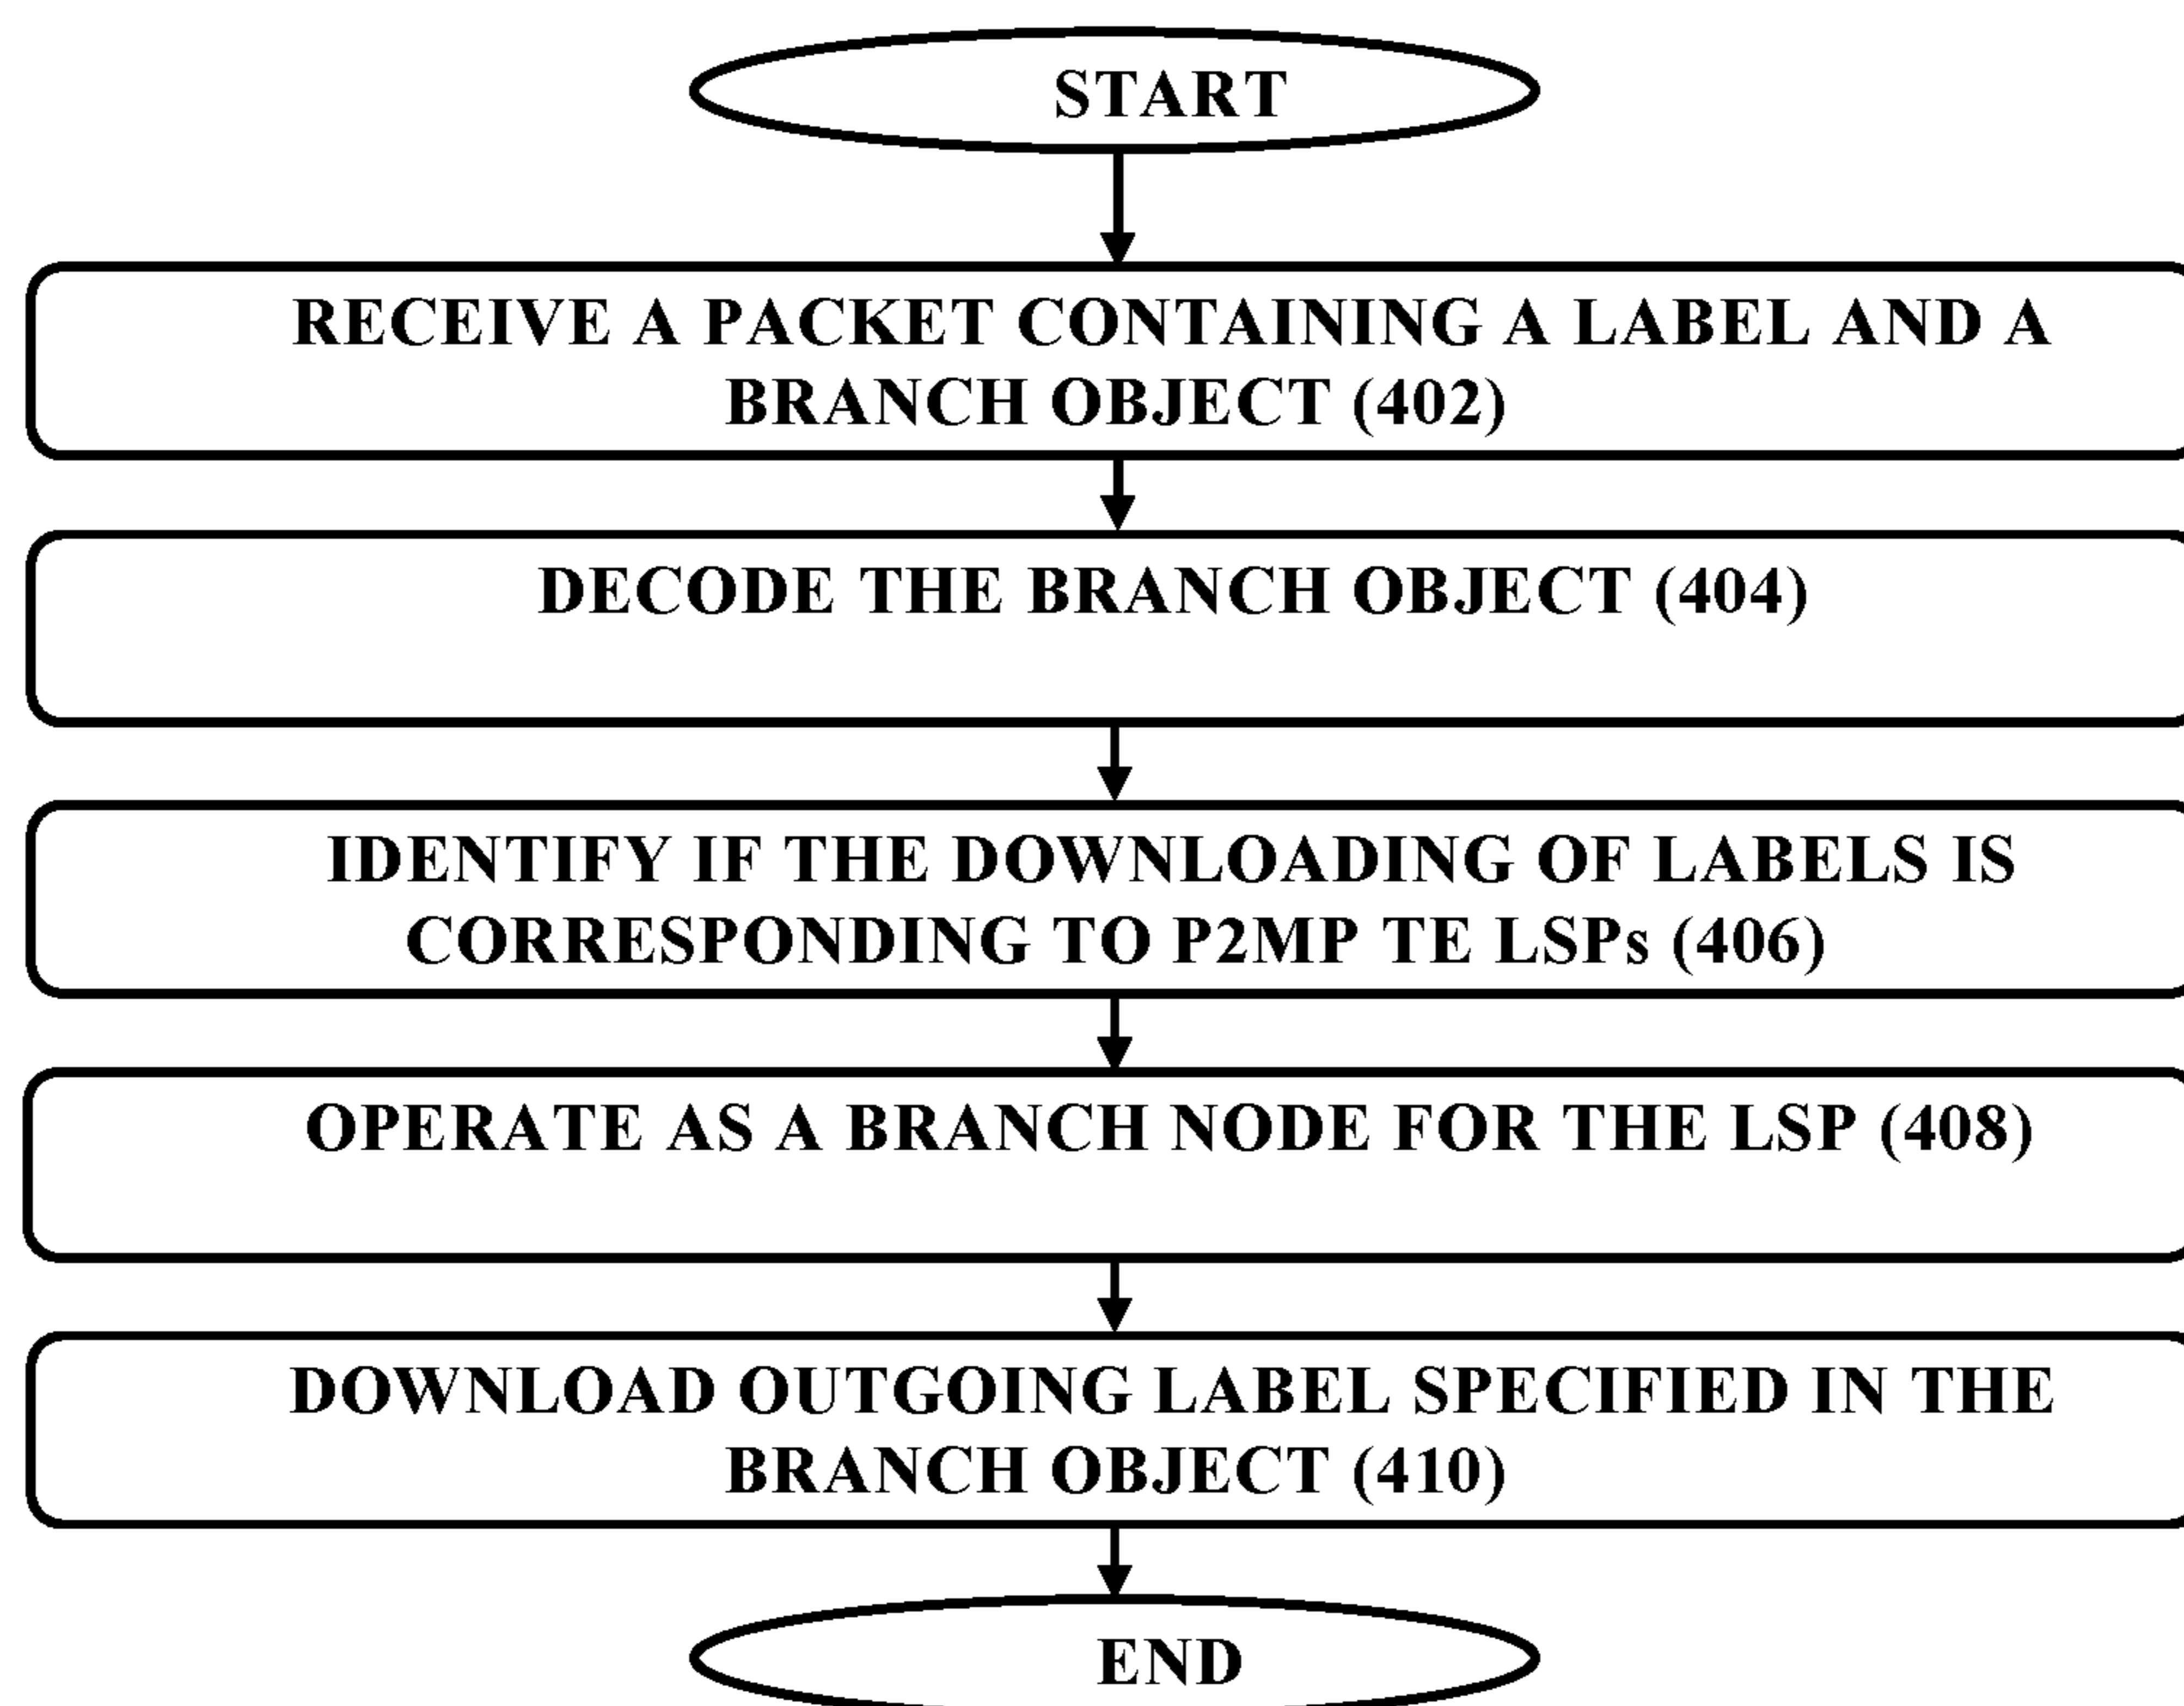 START
RECEIVE A PACKET CONTAINING A LABEL AND A
BRANCH OBJECT (402)
DECODE THE BRANCH OBJECT (404)
IDENTIFY IF THE DOWNLOADING OF LABELS IS
CORRESPONDING TO P2MP TE LSPs (406)
OPERATE AS A BRANCH NODE FOR THE LSP (408)
DOWNLOAD OUTGOING LABEL SPECIFIED IN THE
BRANCH OBJECT (410)
END